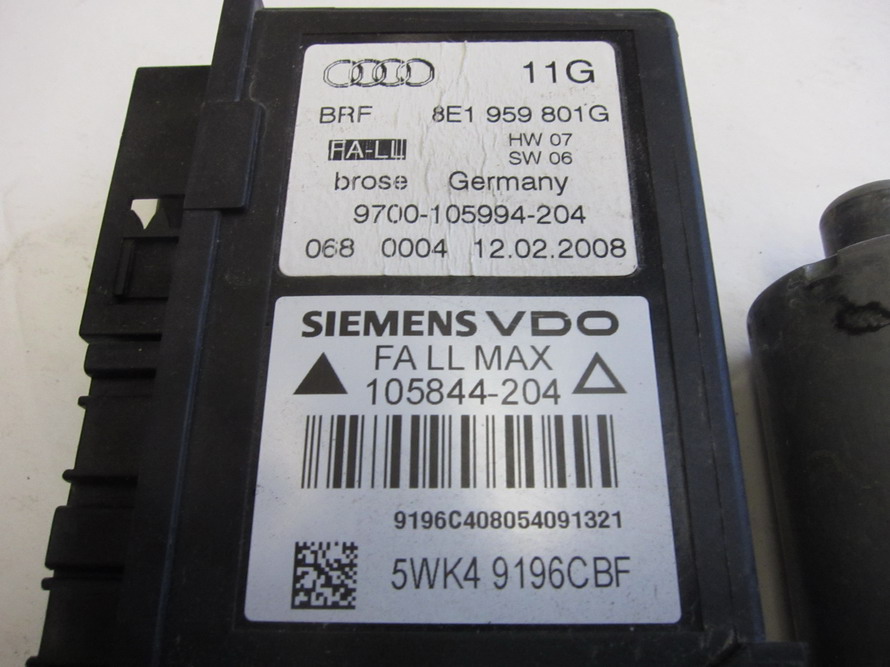 11G
BRF 8E1 959 801G
FA-LL HW 07
SW 06
brose Germany
9700-105994-204
068 0004 12.02.2008
SIEMENS VDO
FA LL MAX
105844-204
9196C408054091321
5WK4 9196CBF